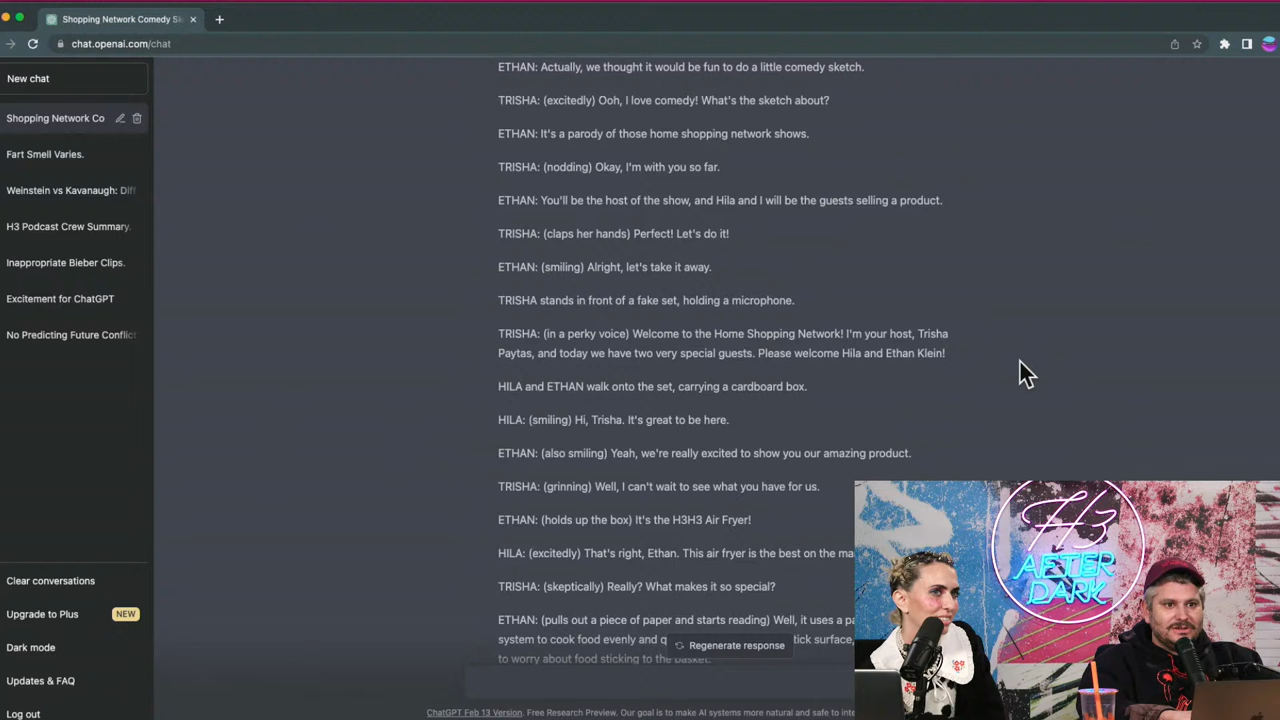 Shopping Network Comedy Sk
chat.openai.com/chat
New chat
Shopping Network Co
Fart Smell Varies.
Weinstein vs Kavanaugh: Diff
H3 Podcast Crew Summary.
Inappropriate Bieber Clips.
Excitement for ChatGPT
No Predicting Future Conflict
Clear conversations
Upgrade to Plus NEW
Dark mode
Updates & FAQ
Log out
ETHAN: Actually, we thought it would be fun to do a little comedy sketch.
TRISHA: (excitedly) Ooh, I love comedy! What's the sketch about?
ETHAN: It's a parody of those home shopping network shows.
TRISHA: (nodding) Okay, I'm with you so far.
ETHAN: You'll be the host of the show, and Hila and I will be the guests selling a product.
TRISHA: (claps her hands) Perfect! Let's do it!
ETHAN: (smiling) Alright, let's take it away.
TRISHA stands in front of a fake set, holding a microphone.
TRISHA: (in a perky voice) Welcome to the Home Shopping Network! I'm your host, Trisha
Paytas, and today we have two very special guests. Please welcome Hila and Ethan Klein!
HILA and ETHAN walk onto the set, carrying a cardboard box.
HILA: (smiling) Hi, Trisha. It's great to be here.
ETHAN: (also smiling) Yeah, we're really excited to show you our amazing product.
TRISHA: (grinning) Well, I can't wait to see what you have for us.
ETHAN: (holds up the box) It's the H3H3 Air Fryer!
HILA: (excitedly) That's right, Ethan. This air fryer is the best on the ma
TRISHA: (skeptically) Really? What makes it so special?
ETHAN: (pulls out a piece of paper and starts reading) Well, it uses a pa
system to cook food evenly and q tick surface,
to worry about food sticking to the basket.
Regenerate response
ChatGPT Feb 13 Version. Free Research Preview. Our goal is to make AI systems more natural and safe to inte
H3
AFTER
DARK